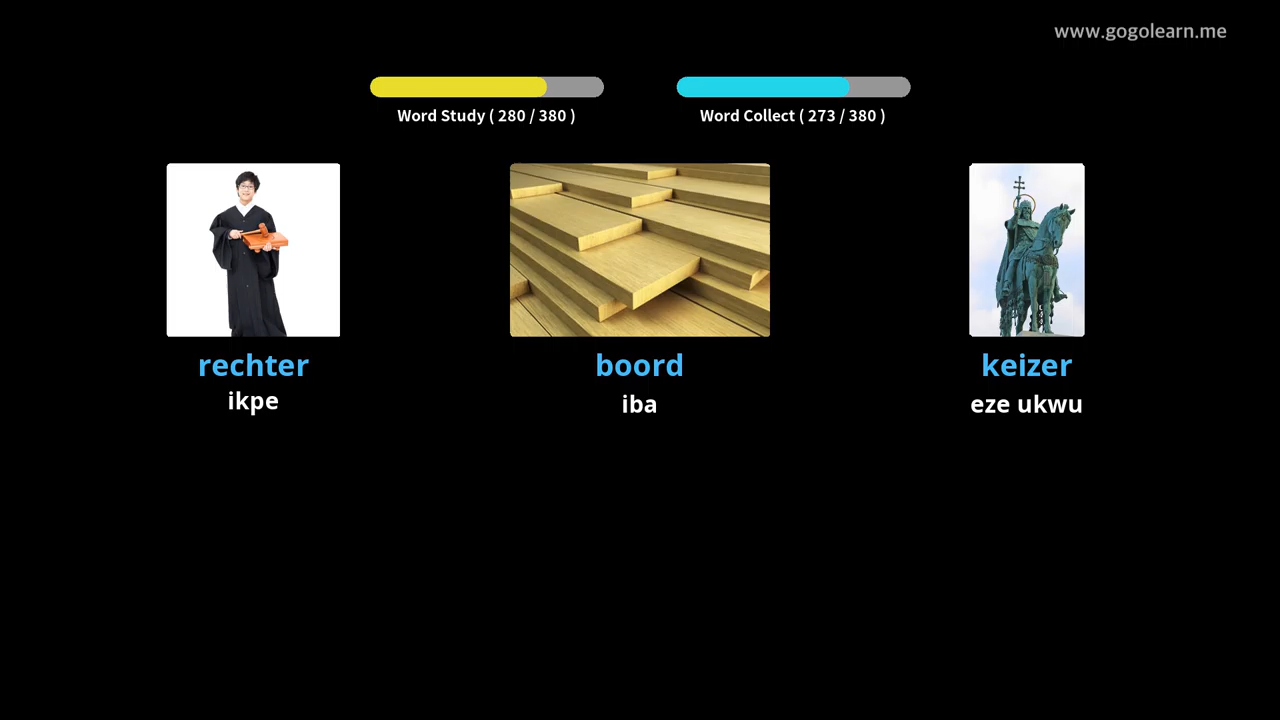 www.gogolearn.me
Word Study ( 280 / 380 )
Word Collect ( 273 / 380 )
rechter
ikpe
boord
iba
keizer
eze ukwu